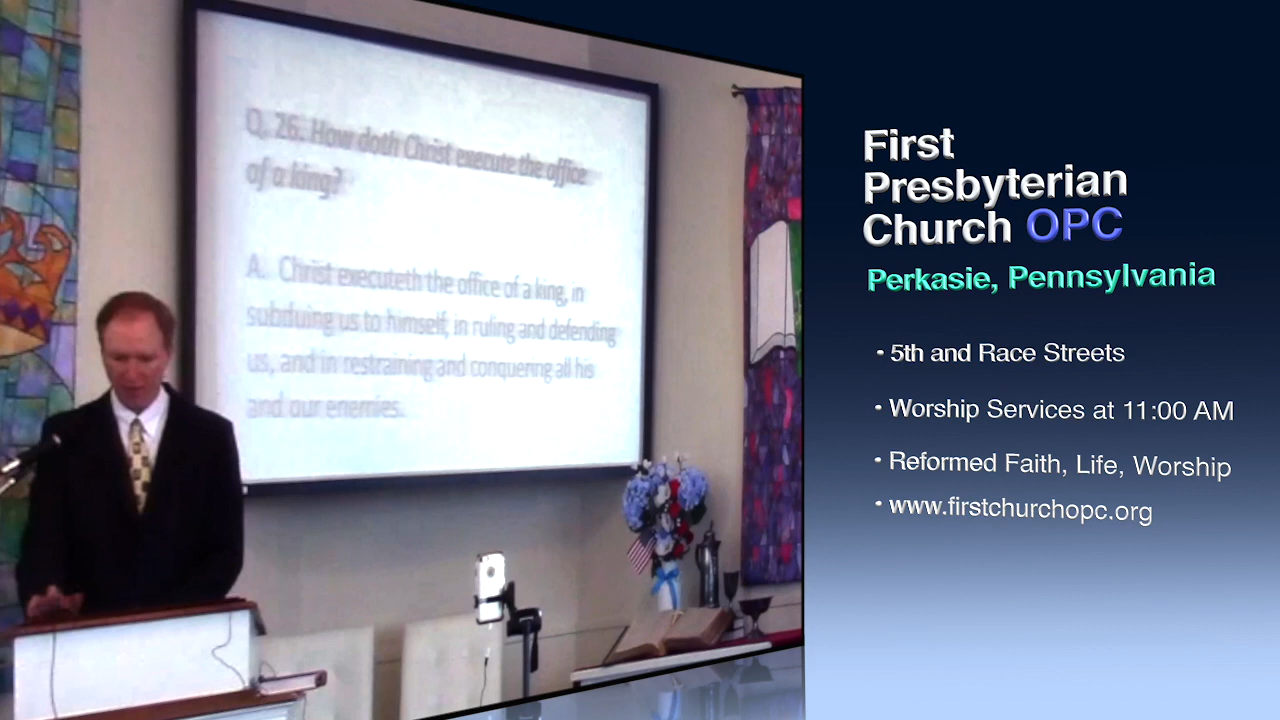 Q. 26. How doth Christ execute the office
of a king?
A. Christ executeth the office of a king, in
subduing us to himself, in ruling and defending
us, and in restraining and conquering all his
and our enemies.
First
Presbyterian
Church OPC
Perkasie, Pennsylvania
• 5th and Race Streets
• Worship Services at 11:00 AM
• Reformed Faith, Life, Worship
• www.firstchurchopc.org